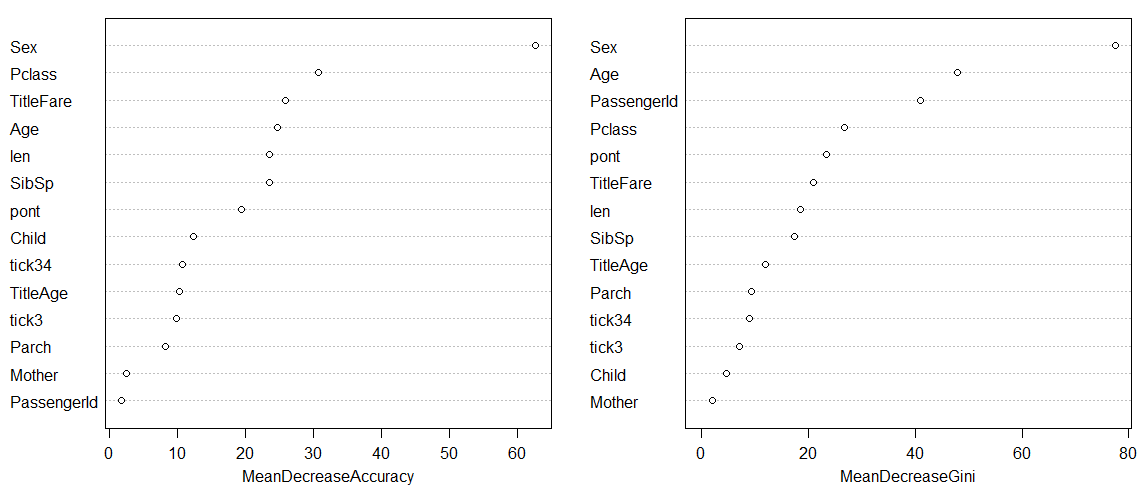 Sex
Pclass
TitleFare
Age
len
SibSp
pont
Child
tick34
TitleAge
tick3
Parch
Mother
PassengerId
0 10 20 30 40 50 60
MeanDecreaseAccuracy
Sex
Age
PassengerId
Pclass
pont
TitleFare
len
SibSp
TitleAge
Parch
tick34
tick3
Child
Mother
0 20 40 60 80
MeanDecreaseGini